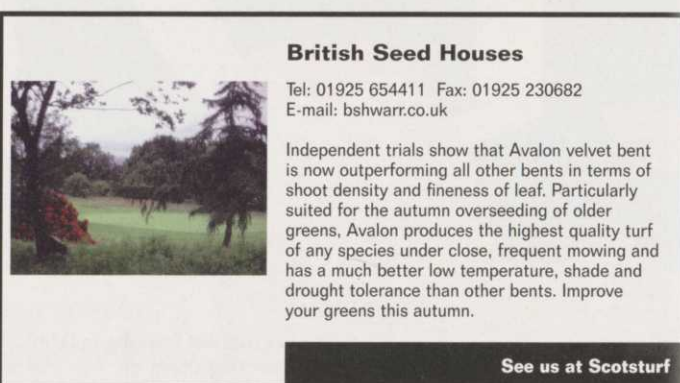 British Seed Houses
Tel: 01925 654411 Fax: 01925 230682
E-mail: bshwarr.co.uk
Independent trials show that Avalon velvet bent
is now outperforming all other bents in terms of
shoot density and fineness of leaf. Particularly
suited for the autumn overseeding of older
greens, Avalon produces the highest quality turf
of any species under close, frequent mowing and
has a much better low temperature, shade and
drought tolerance than other bents. Improve
your greens this autumn.
See us at Scotsturf